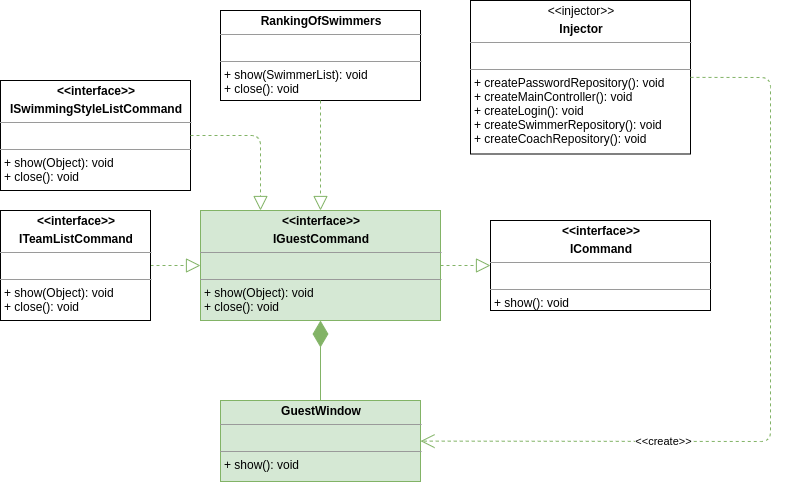 RankingOfSwimmers
+ show(SwimmerList): void
+ close(): void
<<injector>>
Injector
+ createPasswordRepository(): void
+ createMainController(): void
+ createLogin(): void
+ createSwimmerRepository(): void
+ createCoachRepository(): void
<<interface>>
ISwimmingStyleListCommand
+ show(Object): void
+ close(): void
<<interface>>
ITeamListCommand
+ show(Object): void
+ close(): void
<<interface>>
IGuestCommand
+ show(Object): void
+ close(): void
<<interface>>
ICommand
+ show(): void
GuestWindow
+ show(): void
<<create>>